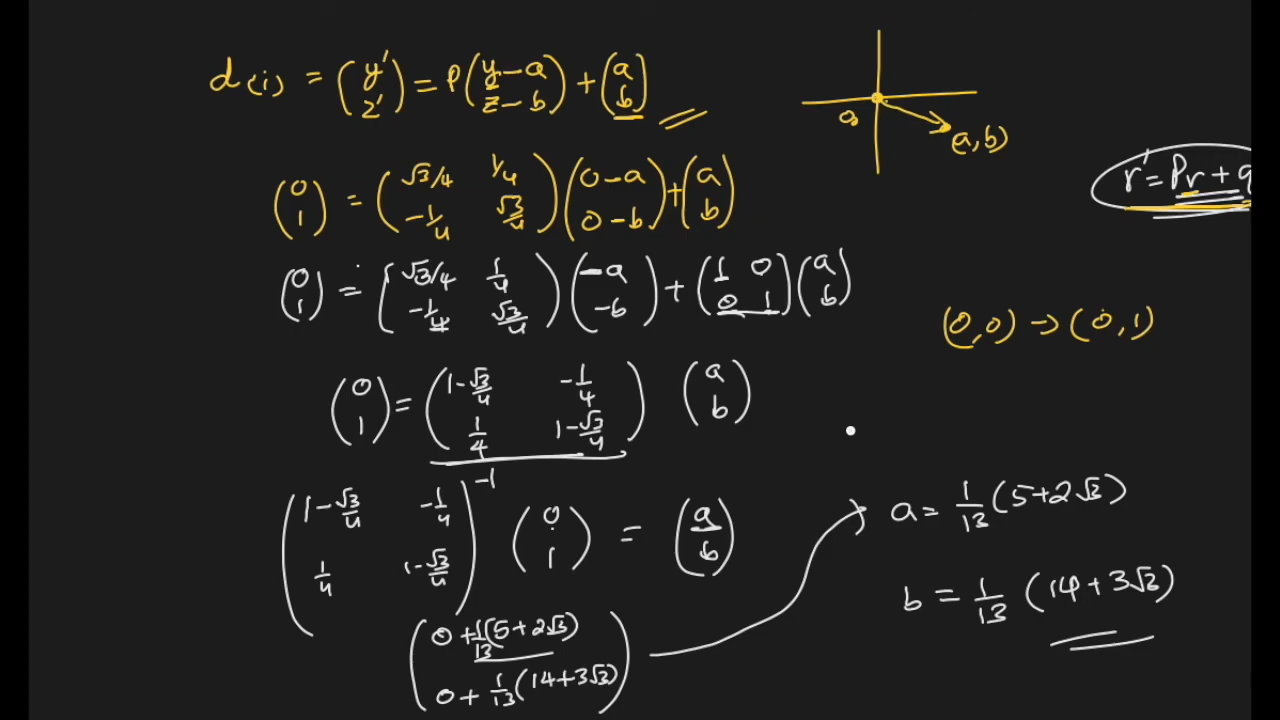 d(i) = (y' z') = P(y-a z-b) + (a b)
(a, b)
r' = Pr + q
(0 1) = (√3/4 1/4 -1/4 √3/4)(0-a 0-b) + (a b)
(0 1) = (√3/4 1/4 -1/4 √3/4)(-a -b) + (1 0 0 1)(a b)
(0,0) → (0,1)
(0 1) = (1-√3/4 -1/4 1/4 1-√3/4)(a b)
(1-√3/4 -1/4 1/4 1-√3/4)^-1 (0 1) = (a b)
(0 + 1/13(5+2√3) 0 + 1/13(14+3√3))
a = 1/13 (5+2√3)
b = 1/13 (14+3√3)